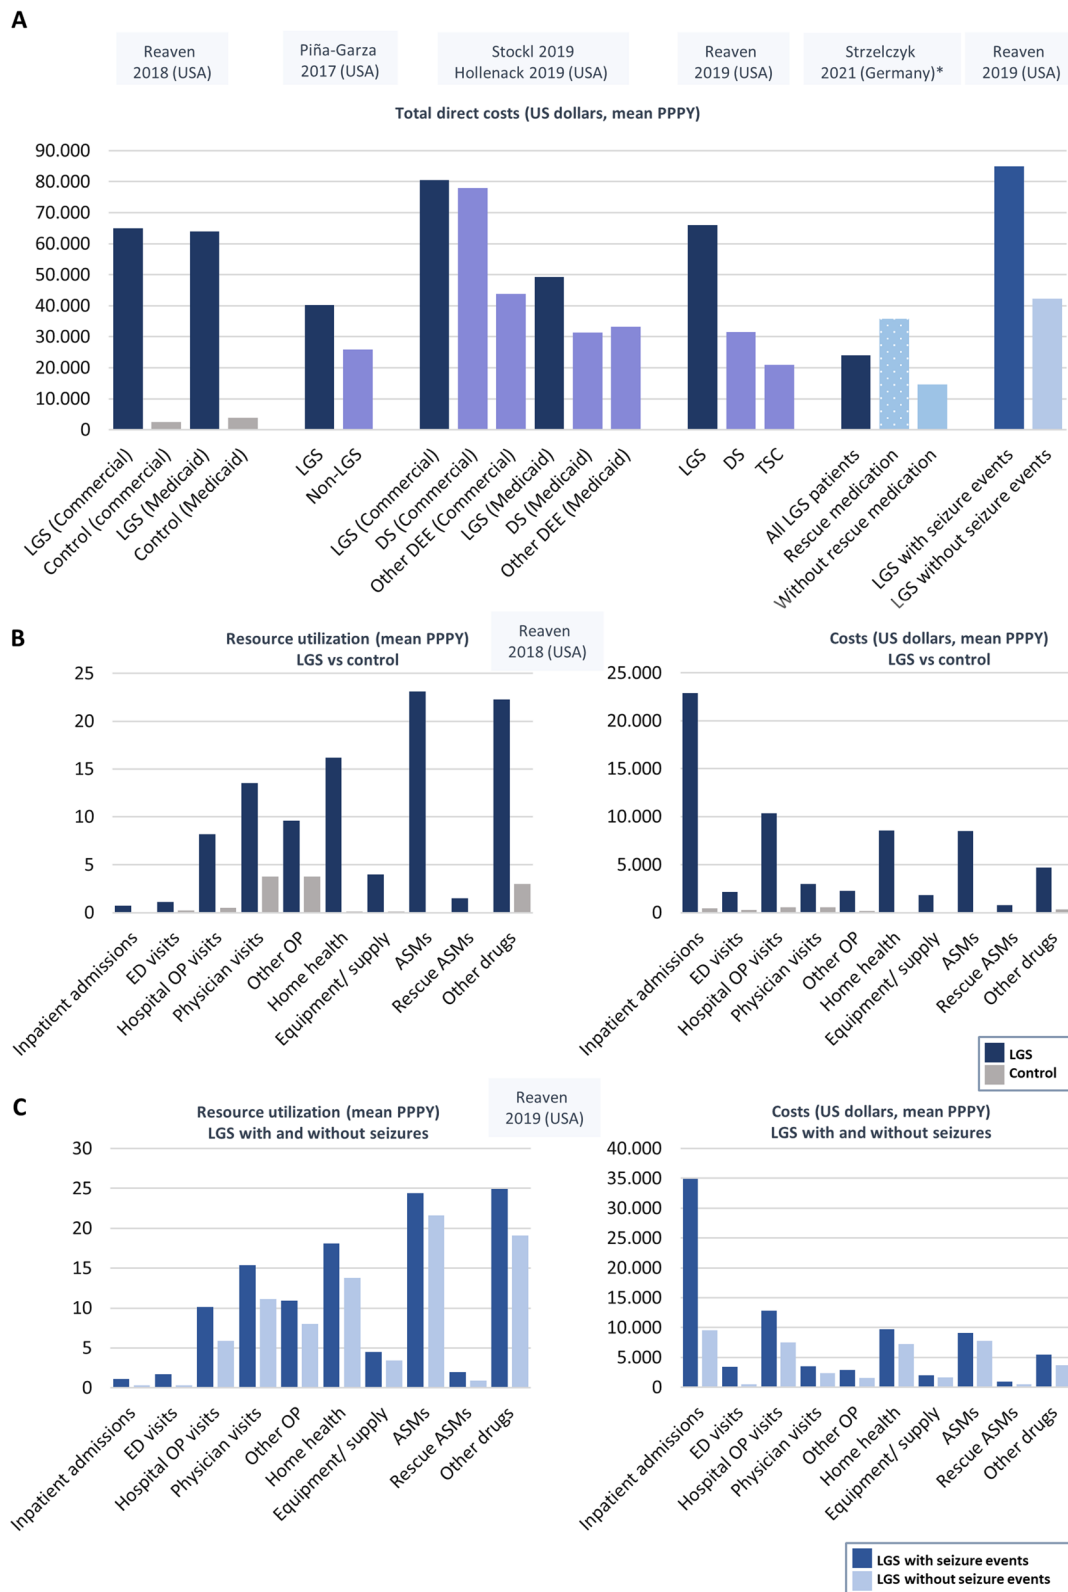 A
Reaven
2018 (USA)
Piña-Garza
2017 (USA)
Stockl 2019
Hollenack 2019 (USA)
Reaven
2019 (USA)
Strzelczyk
2021 (Germany)*
Reaven
2019 (USA)
Total direct costs (US dollars, mean PPPY)
90.000
80.000
70.000
60.000
50.000
40.000
30.000
20.000
10.000
0
LGS (Commercial)
Control (commercial)
LGS (Medicaid)
Control (Medicaid)
LGS
Non-LGS
LGS (Commercial)
DS (Commercial)
Other DEE (Commercial)
LGS (Medicaid)
DS (Medicaid)
Other DEE (Medicaid)
LGS
DS
TSC
All LGS patients
Rescue medication
Without rescue medication
LGS with seizure events
LGS without seizure events
B
Resource utilization (mean PPPY)
LGS vs control
Reaven
2018 (USA)
Costs (US dollars, mean PPPY)
LGS vs control
25
20
15
10
5
0
Inpatient admissions
ED visits
Hospital OP visits
Physician visits
Other OP
Home health
Equipment/ supply
ASMs
Rescue ASMs
Other drugs
25.000
20.000
15.000
10.000
5.000
0
Inpatient admissions
ED visits
Hospital OP visits
Physician visits
Other OP
Home health
Equipment/ supply
ASMs
Rescue ASMs
Other drugs
LGS
Control
C
Resource utilization (mean PPPY)
LGS with and without seizures
Reaven
2019 (USA)
Costs (US dollars, mean PPPY)
LGS with and without seizures
30
25
20
15
10
5
0
Inpatient admissions
ED visits
Hospital OP visits
Physician visits
Other OP
Home health
Equipment/ supply
ASMs
Rescue ASMs
Other drugs
40.000
35.000
30.000
25.000
20.000
15.000
10.000
5.000
0
Inpatient admissions
ED visits
Hospital OP visits
Physician visits
Other OP
Home health
Equipment/ supply
ASMs
Rescue ASMs
Other drugs
LGS with seizure events
LGS without seizure events